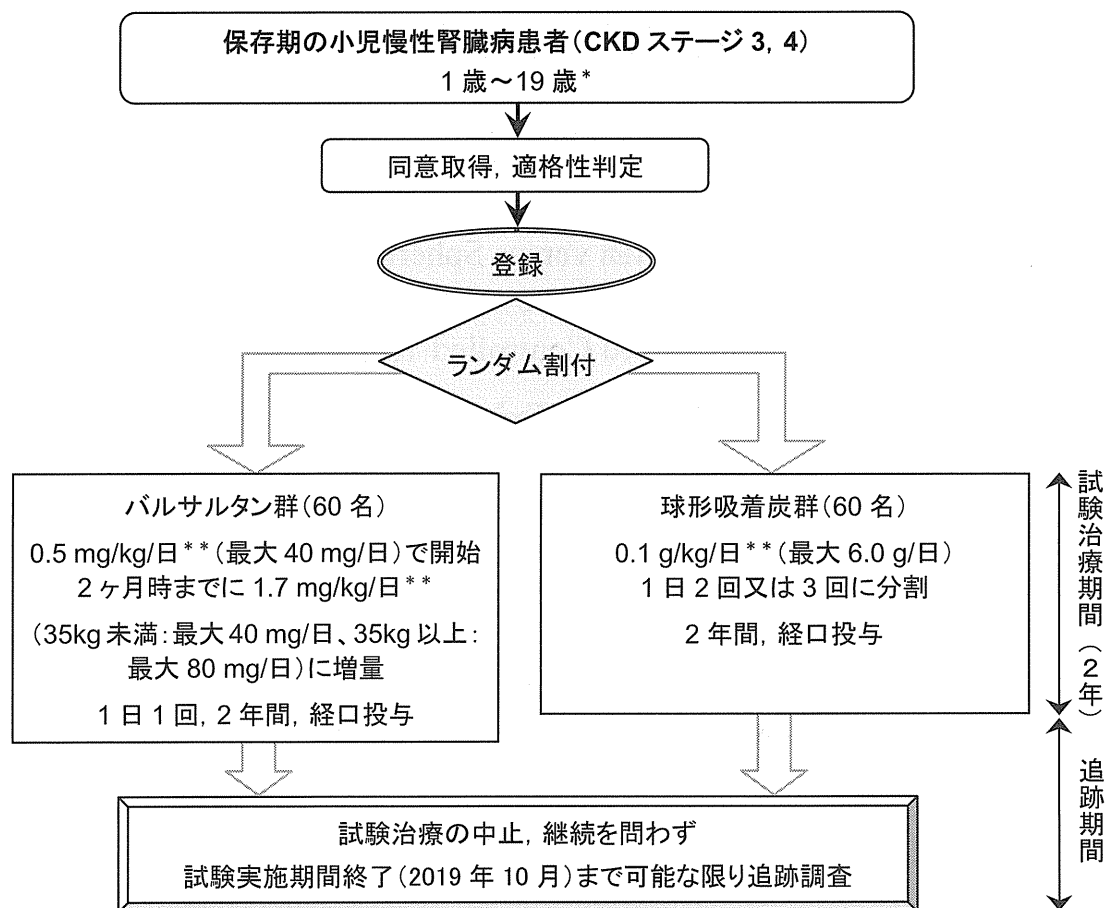 保存期の小児慢性腎臓病患者(CKD ステージ 3, 4)
1 歳～19 歳*
同意取得, 適格性判定
登録
ランダム割付
バルサルタン群(60 名)
0.5 mg/kg/日**(最大 40 mg/日)で開始
2 ヶ月時までに 1.7 mg/kg/日**
(35kg 未満:最大 40 mg/日、35kg 以上:
最大 80 mg/日)に増量
1 日 1 回, 2 年間, 経口投与
球形吸着炭群(60 名)
0.1 g/kg/日**(最大 6.0 g/日)
1 日 2 回又は 3 回に分割
2 年間, 経口投与
試験治療期間(2年)
追跡期間
試験治療の中止, 継続を問わず
試験実施期間終了(2019 年 10 月)まで可能な限り追跡調査